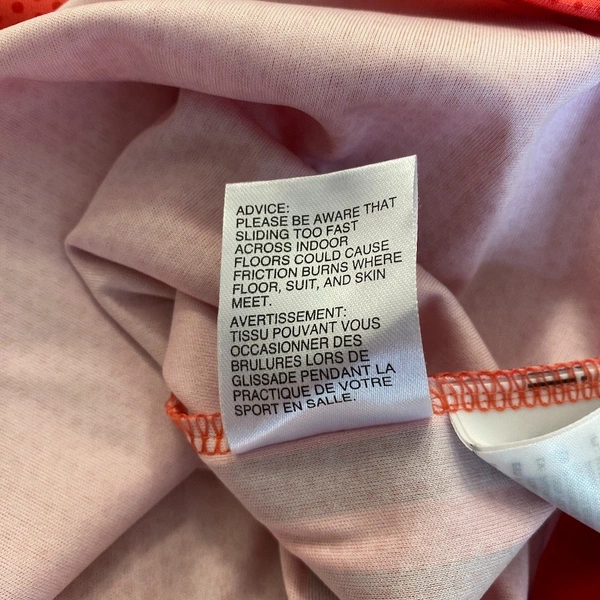 ADVICE:
PLEASE BE AWARE THAT
SLIDING TOO FAST
ACROSS INDOOR
FLOORS COULD CAUSE
FRICTION BURNS WHERE
FLOOR, SUIT, AND SKIN
MEET.
AVERTISSEMENT:
TISSU POUVANT VOUS
OCCASIONNER DES
BRULURES LORS DE
GLISSADE PENDANT LA
PRACTIQUE DE VOTRE
SPORT EN SALLE.